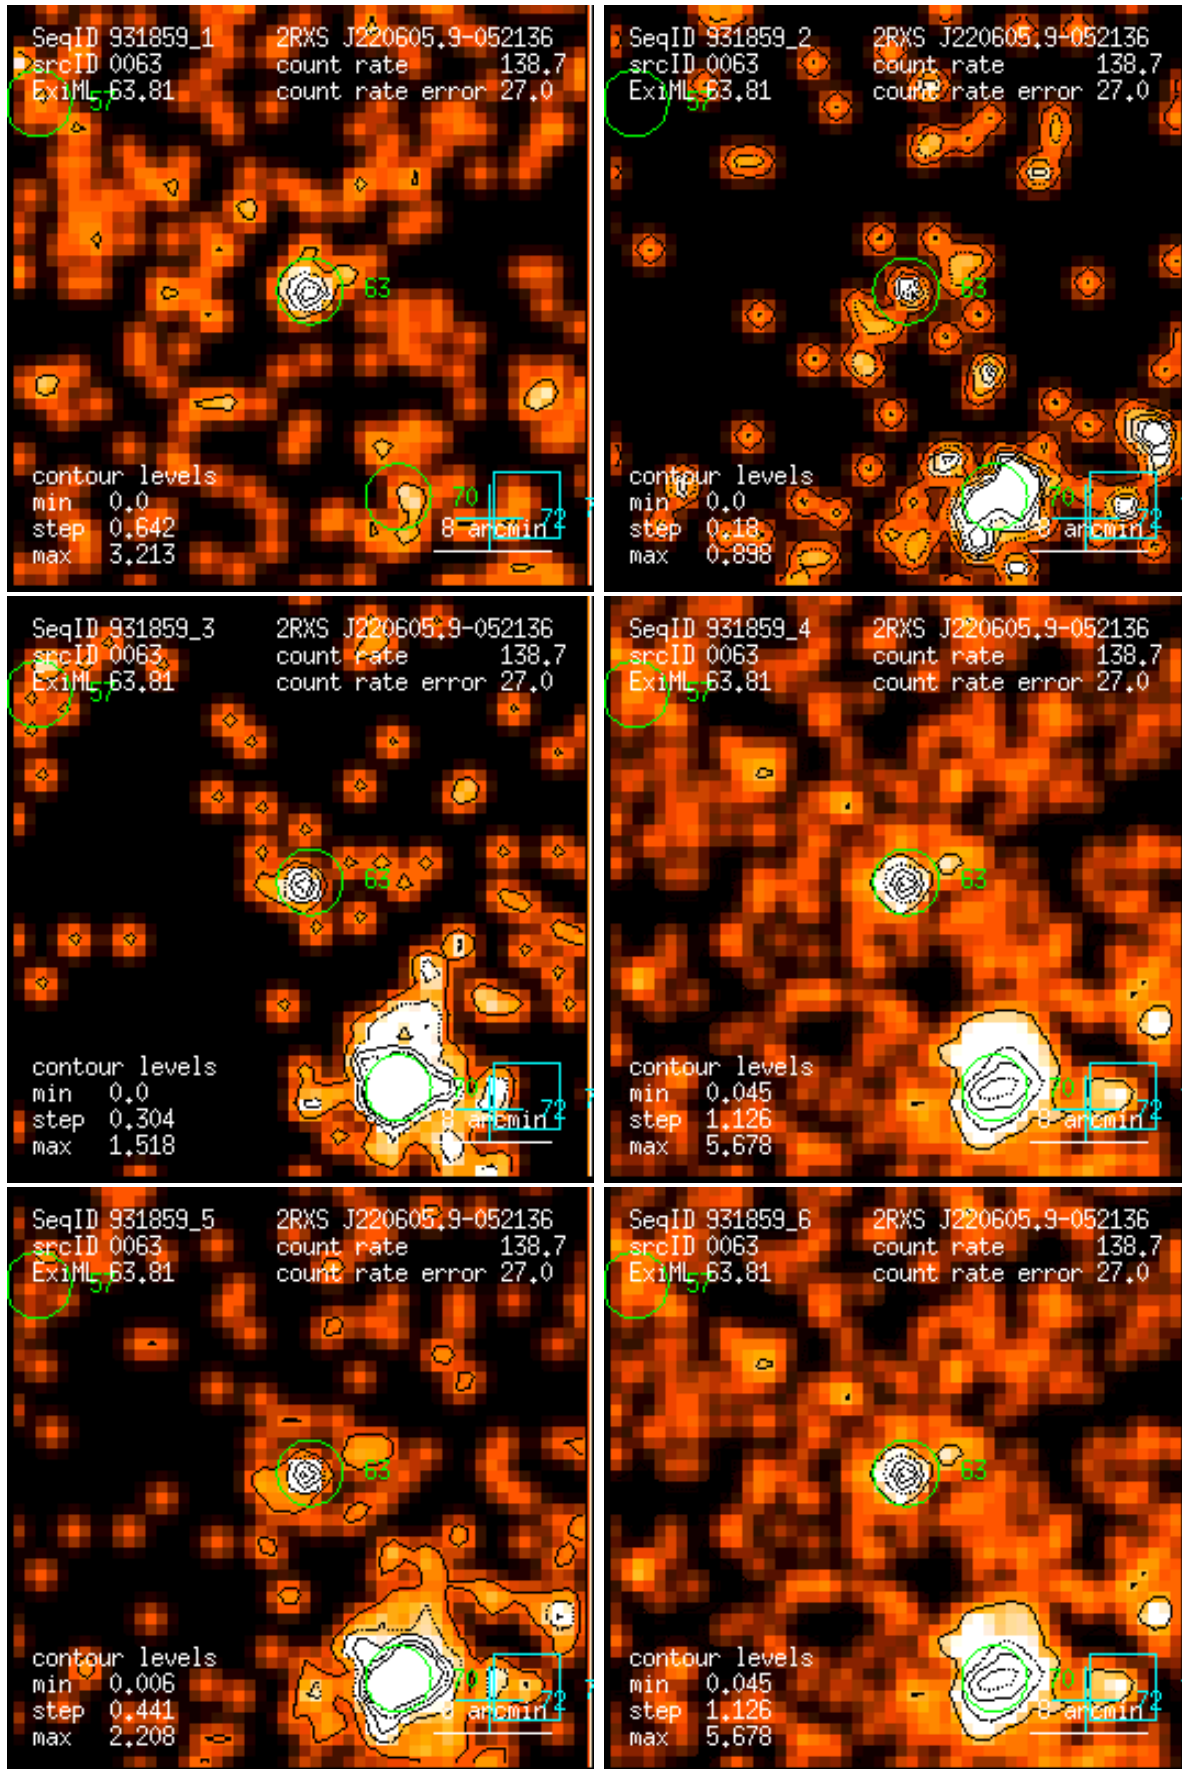 SeqID 931859_1 2RXS J220605.9-052136
srcID 0063 count rate 138.7
ExiML 63.81 count rate error 27.0
57
63
contour levels
min 0.0 70
step 0.642 72
max 3.213 8 arcmin
SeqID 931859_2 2RXS J220605.9-052136
srcID 0063 count rate 138.7
ExiML 63.81 count rate error 27.0
57
63
contour levels
min 0.0 70
step 0.18 72
max 0.898 8 arcmin
SeqID 931859_3 2RXS J220605.9-052136
srcID 0063 count rate 138.7
ExiML 63.81 count rate error 27.0
57
63
contour levels
min 0.0 70
step 0.304 72
max 1.518 8 arcmin
SeqID 931859_4 2RXS J220605.9-052136
srcID 0063 count rate 138.7
ExiML 63.81 count rate error 27.0
57
63
contour levels
min 0.045 70
step 1.126 72
max 5.678 8 arcmin
SeqID 931859_5 2RXS J220605.9-052136
srcID 0063 count rate 138.7
ExiML 63.81 count rate error 27.0
57
63
contour levels
min 0.006 70
step 0.441 72
max 2.208 8 arcmin
SeqID 931859_6 2RXS J220605.9-052136
srcID 0063 count rate 138.7
ExiML 63.81 count rate error 27.0
57
63
contour levels
min 0.045 70
step 1.126 72
max 5.678 8 arcmin